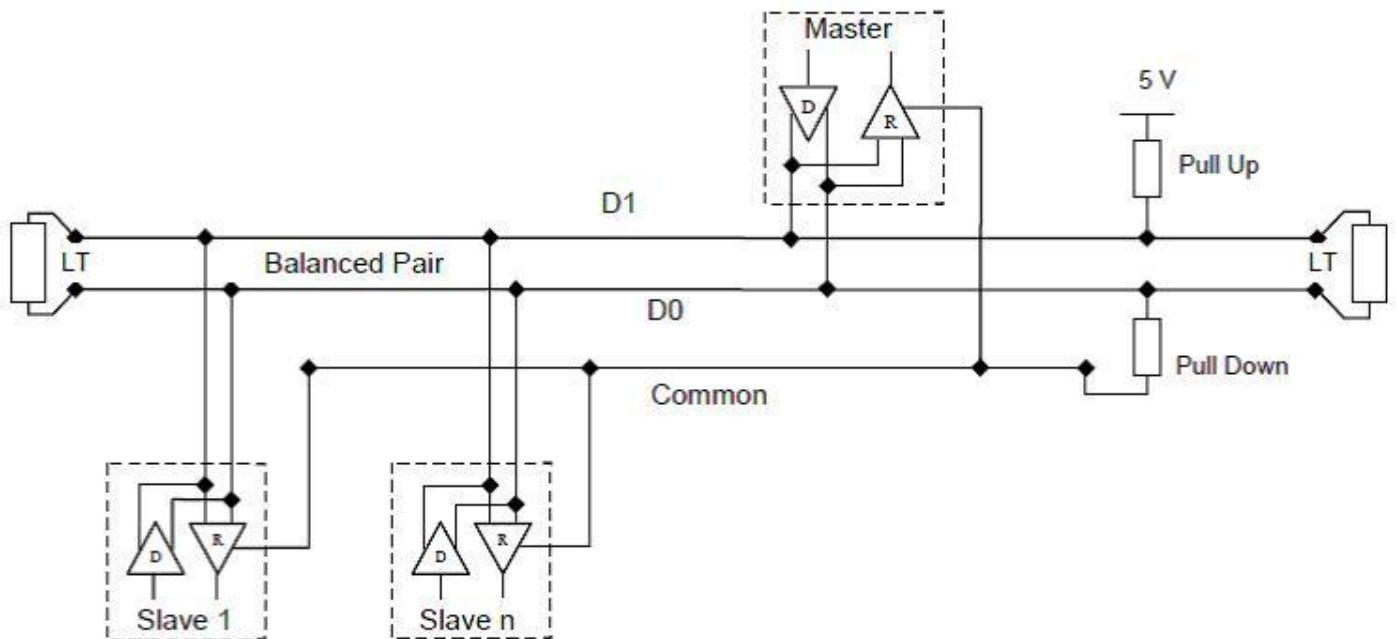 Master
D
R
5 V
Pull Up
D1
LT
Balanced Pair
LT
D0
Pull Down
Common
D
R
D
R
Slave 1
Slave n